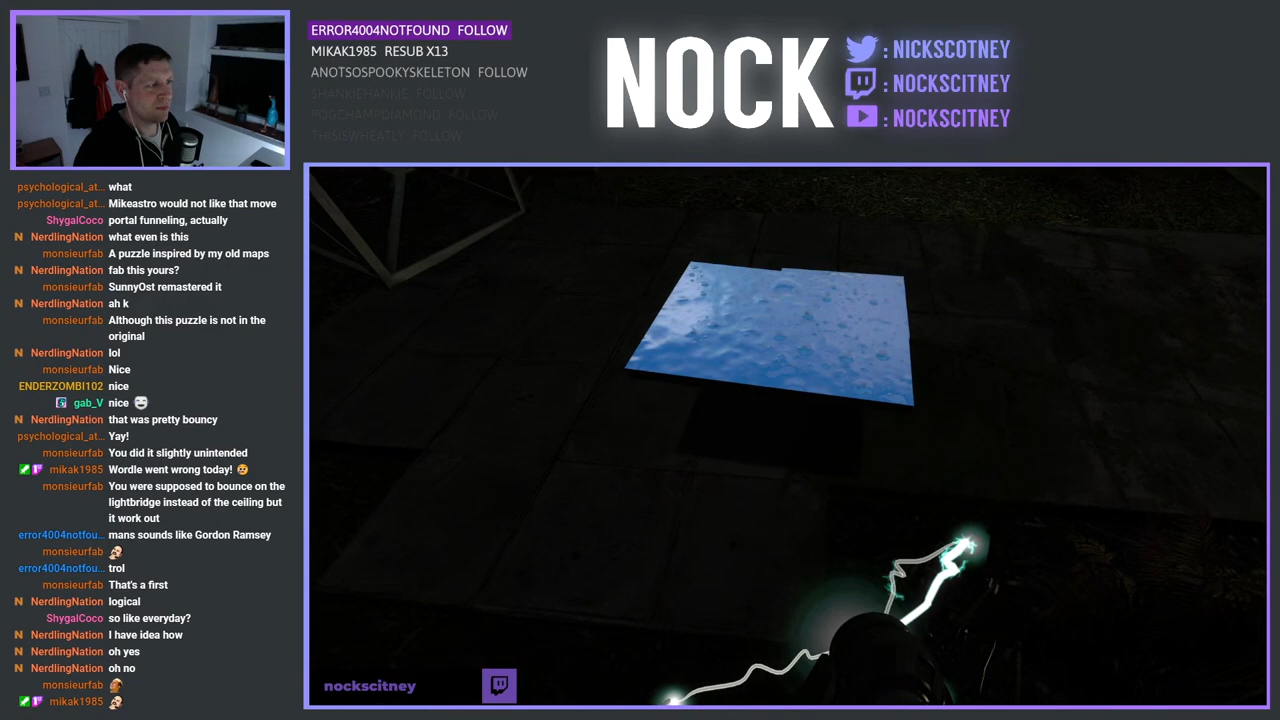 ERROR4004NOTFOUND FOLLOW
MIKAK1985 RESUB X13
ANOTSOSPOOKYSKELETON FOLLOW
SHANKIEHANKIE FOLLOW
POGCHAMPDIAMOND FOLLOW
THISISWHEATLY FOLLOW
NOCK
: NICKSCOTNEY
: NOCKSCITNEY
: NOCKSCITNEY
psychological_at... what
psychological_at... Mikeastro would not like that move
ShygalCoco portal funneling, actually
N NerdlingNation what even is this
monsieurfab A puzzle inspired by my old maps
N NerdlingNation fab this yours?
monsieurfab SunnyOst remastered it
N NerdlingNation ah k
monsieurfab Although this puzzle is not in the
original
N NerdlingNation lol
monsieurfab Nice
ENDERZOMBI102 nice
gab_V nice
N NerdlingNation that was pretty bouncy
psychological_at... Yay!
monsieurfab You did it slightly unintended
mikak1985 Wordle went wrong today!
monsieurfab You were supposed to bounce on the
lightbridge instead of the ceiling but
it work out
error4004notfou... mans sounds like Gordon Ramsey
monsieurfab
error4004notfou... trol
monsieurfab That's a first
N NerdlingNation logical
ShygalCoco so like everyday?
N NerdlingNation I have idea how
N NerdlingNation oh yes
N NerdlingNation oh no
monsieurfab
mikak1985
nockscitney